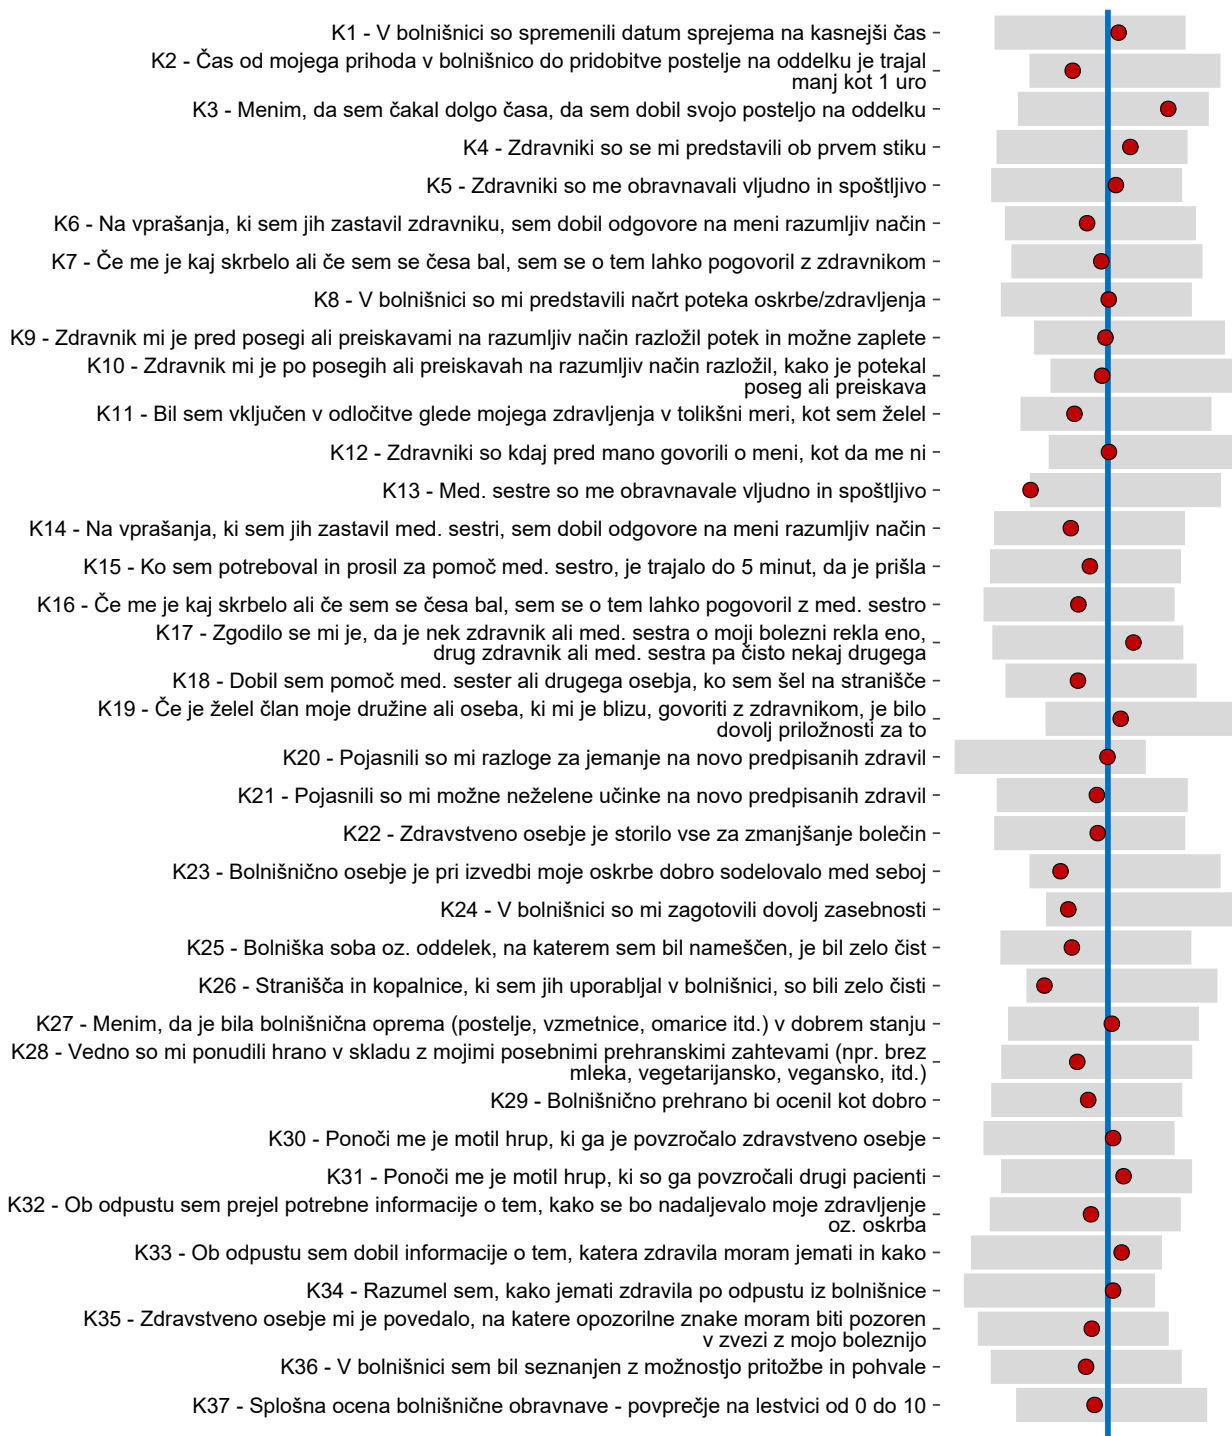 K1 - V bolnišnici so spremenili datum sprejema na kasnejši čas
K2 - Čas od mojega prihoda v bolnišnico do pridobitve postelje na oddelku je trajal
manj kot 1 uro
K3 - Menim, da sem čakal dolgo časa, da sem dobil svojo posteljo na oddelku
K4 - Zdravniki so se mi predstavili ob prvem stiku
K5 - Zdravniki so me obravnavali vljudno in spoštljivo
K6 - Na vprašanja, ki sem jih zastavil zdravniku, sem dobil odgovore na meni razumljiv način
K7 - Če me je kaj skrbelo ali če sem se česa bal, sem se o tem lahko pogovoril z zdravnikom
K8 - V bolnišnici so mi predstavili načrt poteka oskrbe/zdravljenja
K9 - Zdravnik mi je pred posegi ali preiskavami na razumljiv način razložil potek in možne zaplete
K10 - Zdravnik mi je po posegih ali preiskavah na razumljiv način razložil, kako je potekal
poseg ali preiskava
K11 - Bil sem vključen v odločitve glede mojega zdravljenja v tolikšni meri, kot sem želel
K12 - Zdravniki so kdaj pred mano govorili o meni, kot da me ni
K13 - Med. sestre so me obravnavale vljudno in spoštljivo
K14 - Na vprašanja, ki sem jih zastavil med. sestri, sem dobil odgovore na meni razumljiv način
K15 - Ko sem potreboval in prosil za pomoč med. sestro, je trajalo do 5 minut, da je prišla
K16 - Če me je kaj skrbelo ali če sem se česa bal, sem se o tem lahko pogovoril z med. sestro
K17 - Zgodilo se mi je, da je nek zdravnik ali med. sestra o moji bolezni rekla eno,
drug zdravnik ali med. sestra pa čisto nekaj drugega
K18 - Dobil sem pomoč med. sester ali drugega osebja, ko sem šel na stranišče
K19 - Če je želel član moje družine ali oseba, ki mi je blizu, govoriti z zdravnikom, je bilo
dovolj priložnosti za to
K20 - Pojasnili so mi razloge za jemanje na novo predpisanih zdravil
K21 - Pojasnili so mi možne neželene učinke na novo predpisanih zdravil
K22 - Zdravstveno osebje je storilo vse za zmanjšanje bolečin
K23 - Bolnišnično osebje je pri izvedbi moje oskrbe dobro sodelovalo med seboj
K24 - V bolnišnici so mi zagotovili dovolj zasebnosti
K25 - Bolniška soba oz. oddelek, na katerem sem bil nameščen, je bil zelo čist
K26 - Stranišča in kopalnice, ki sem jih uporabljal v bolnišnici, so bili zelo čisti
K27 - Menim, da je bila bolnišnična oprema (postelje, vzmetnice, omarice itd.) v dobrem stanju
K28 - Vedno so mi ponudili hrano v skladu z mojimi posebnimi prehranskimi zahtevami (npr. brez
mleka, vegetarijansko, vegansko, itd.)
K29 - Bolnišnično prehrano bi ocenil kot dobro
K30 - Ponoči me je motil hrup, ki ga je povzročalo zdravstveno osebje
K31 - Ponoči me je motil hrup, ki so ga povzročali drugi pacienti
K32 - Ob odpustu sem prejel potrebne informacije o tem, kako se bo nadaljevalo moje zdravljenje
oz. oskrba
K33 - Ob odpustu sem dobil informacije o tem, katera zdravila moram jemati in kako
K34 - Razumel sem, kako jemati zdravila po odpustu iz bolnišnice
K35 - Zdravstveno osebje mi je povedalo, na katere opozorilne znake moram biti pozoren
v zvezi z mojo boleznijo
K36 - V bolnišnici sem bil seznanjen z možnostjo pritožbe in pohvale
K37 - Splošna ocena bolnišnične obravnave - povprečje na lestvici od 0 do 10